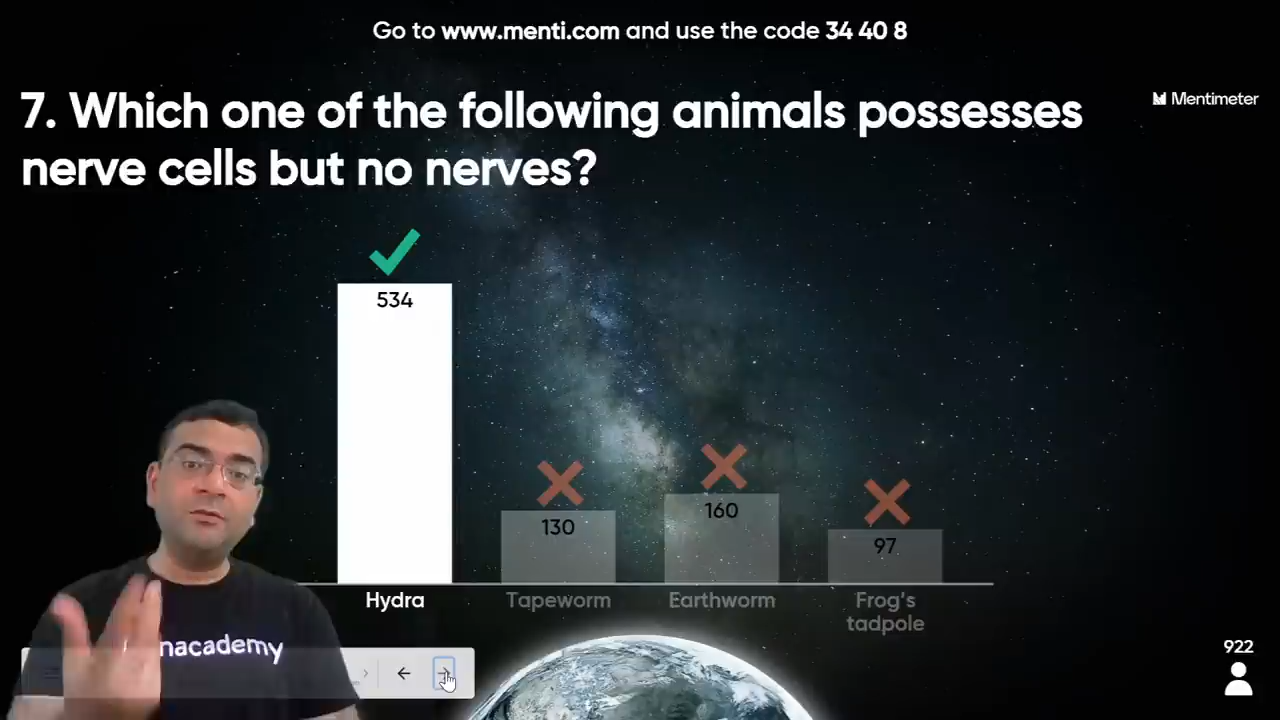 Go to www.menti.com and use the code 34 40 8
7. Which one of the following animals possesses
nerve cells but no nerves?
Mentimeter
534
130
160
97
Hydra
Tapeworm
Earthworm
Frog's
tadpole
nacademy
922